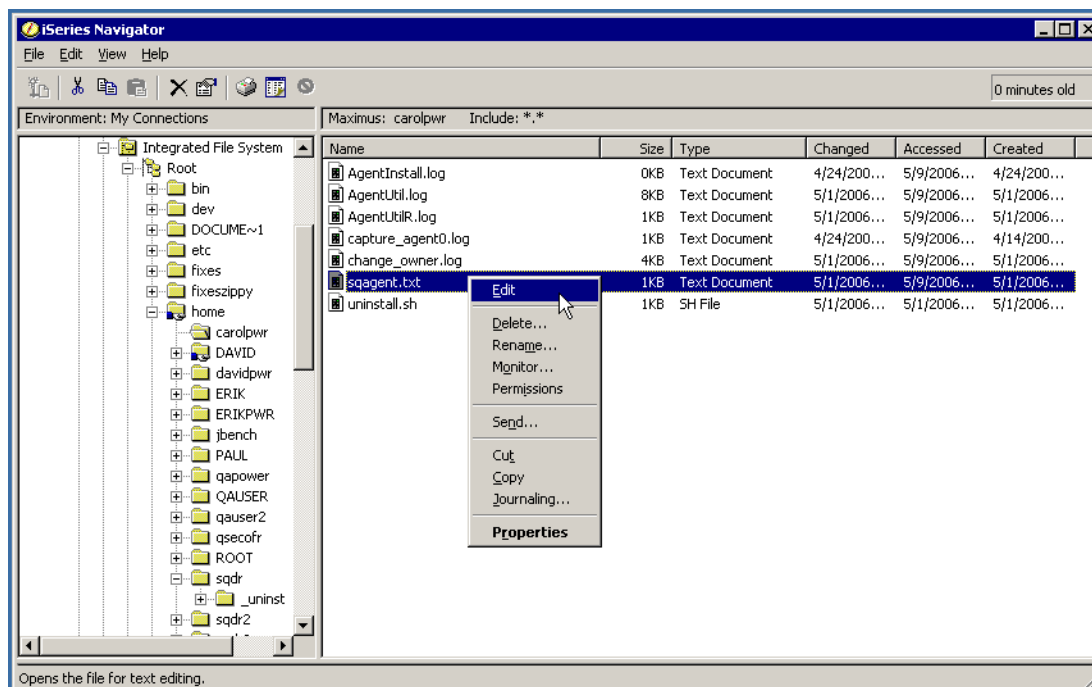 iSeries Navigator
File Edit View Help
0 minutes old
Environment: My Connections
Maximus: carolpwr Include: *.*
Integrated File System
Root
bin
dev
DOCUME~1
etc
fixes
fixeszippy
home
carolpwr
DAVID
davidpwr
ERIK
ERIKPWR
jbench
PAUL
qapower
QAUSER
qauser2
qsecofr
ROOT
sqdr
_uninst
sqdr2
Name Size Type Changed Accessed Created
AgentInstall.log 0KB Text Document 4/24/200... 5/9/2006... 4/24/200...
AgentUtil.log 8KB Text Document 5/1/2006... 5/9/2006... 5/1/2006...
AgentUtilR.log 1KB Text Document 5/1/2006... 5/9/2006... 5/1/2006...
capture_agent0.log 1KB Text Document 4/24/200... 5/9/2006... 4/14/200...
change_owner.log 4KB Text Document 5/1/2006... 5/9/2006... 5/1/2006...
sqagent.txt 1KB Text Document 5/1/2006... 5/9/2006... 5/1/2006...
uninstall.sh 1KB SH File 5/1/2006... 5/1/2006... 5/1/2006...
Edit
Delete...
Rename...
Monitor...
Permissions
Send...
Cut
Copy
Journaling...
Properties
Opens the file for text editing.